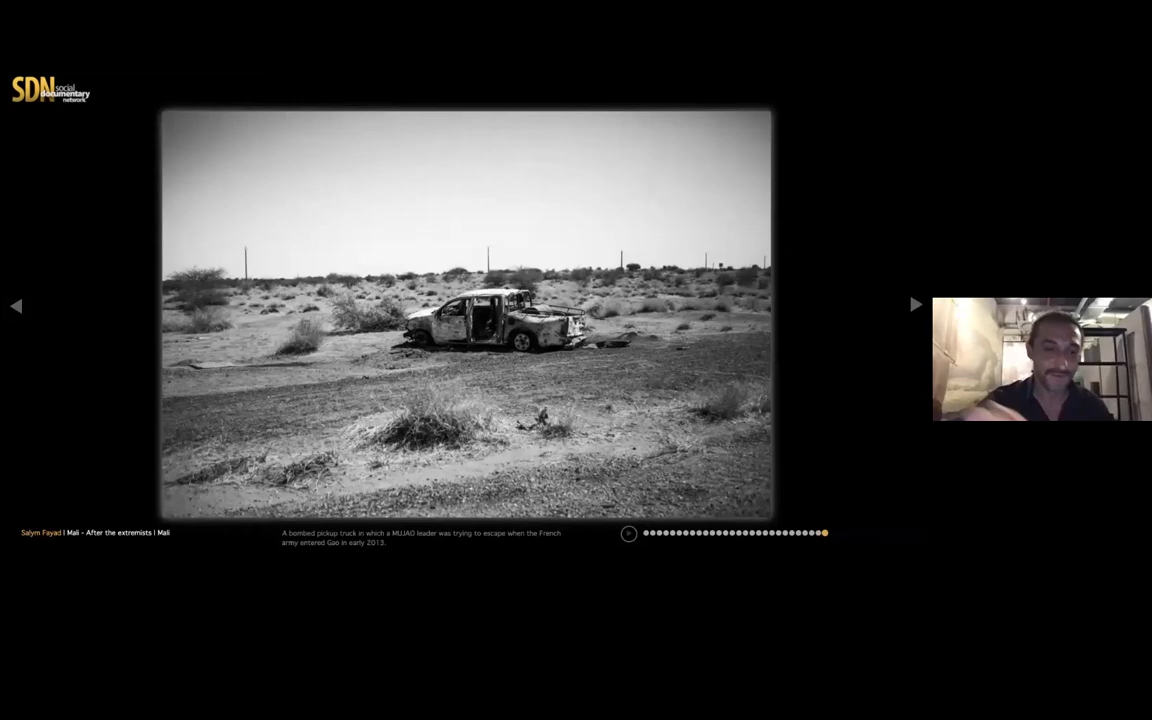 SDN social
documentary
network
Salym Fayad | Mali - After the extremists | Mali
A bombed pickup truck in which a MUJAO leader was trying to escape when the French
army entered Gao in early 2013.